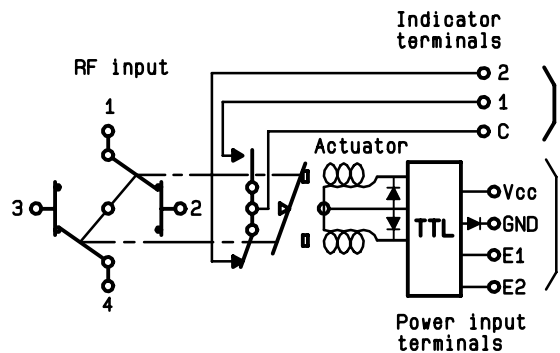 Indicator
terminals
RF input
2
1
1
C
Actuator
3
2
TTL
Vcc
GND
E1
E2
4
Power input
terminals